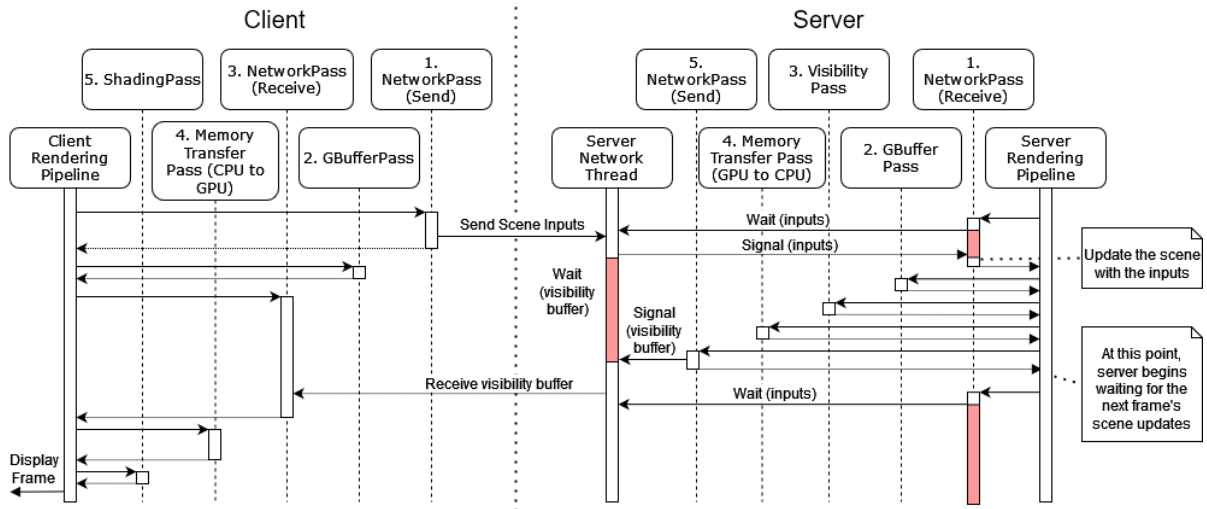 Client
Server
5. ShadingPass
3. NetworkPass
(Receive)
1.
NetworkPass
(Send)
5.
NetworkPass
(Send)
3. Visibility
Pass
1.
NetworkPass
(Receive)
Client
Rendering
Pipeline
4. Memory
Transfer
Pass (CPU to
GPU)
2. GBufferPass
Server
Network
Thread
4. Memory
Transfer Pass
(GPU to CPU)
2. GBuffer
Pass
Server
Rendering
Pipeline
Send Scene Inputs
Wait (inputs)
Signal (inputs)
Update the scene
with the inputs
Wait
(visibility
buffer)
Signal
(visibility
buffer)
At this point,
server begins
waiting for the
next frame's
scene updates
Receive visibility buffer
Wait (inputs)
Display
Frame